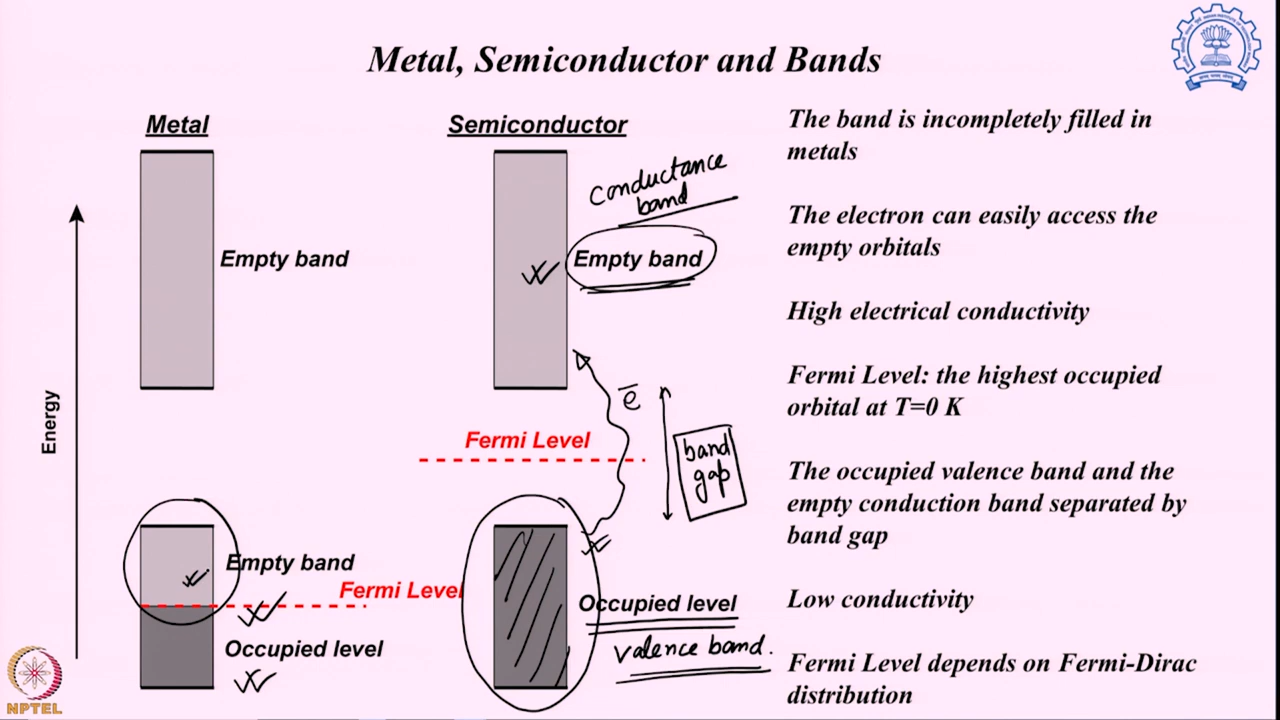 Metal, Semiconductor and Bands
Metal
Semiconductor
Energy
Empty band
Empty band
Fermi Level
Occupied level
conductance
band
Empty band
Fermi Level
e̅
band
gap
Occupied level
valence band.
The band is incompletely filled in
metals
The electron can easily access the
empty orbitals
High electrical conductivity
Fermi Level: the highest occupied
orbital at T=0 K
The occupied valence band and the
empty conduction band separated by
band gap
Low conductivity
Fermi Level depends on Fermi-Dirac
distribution
NPTEL